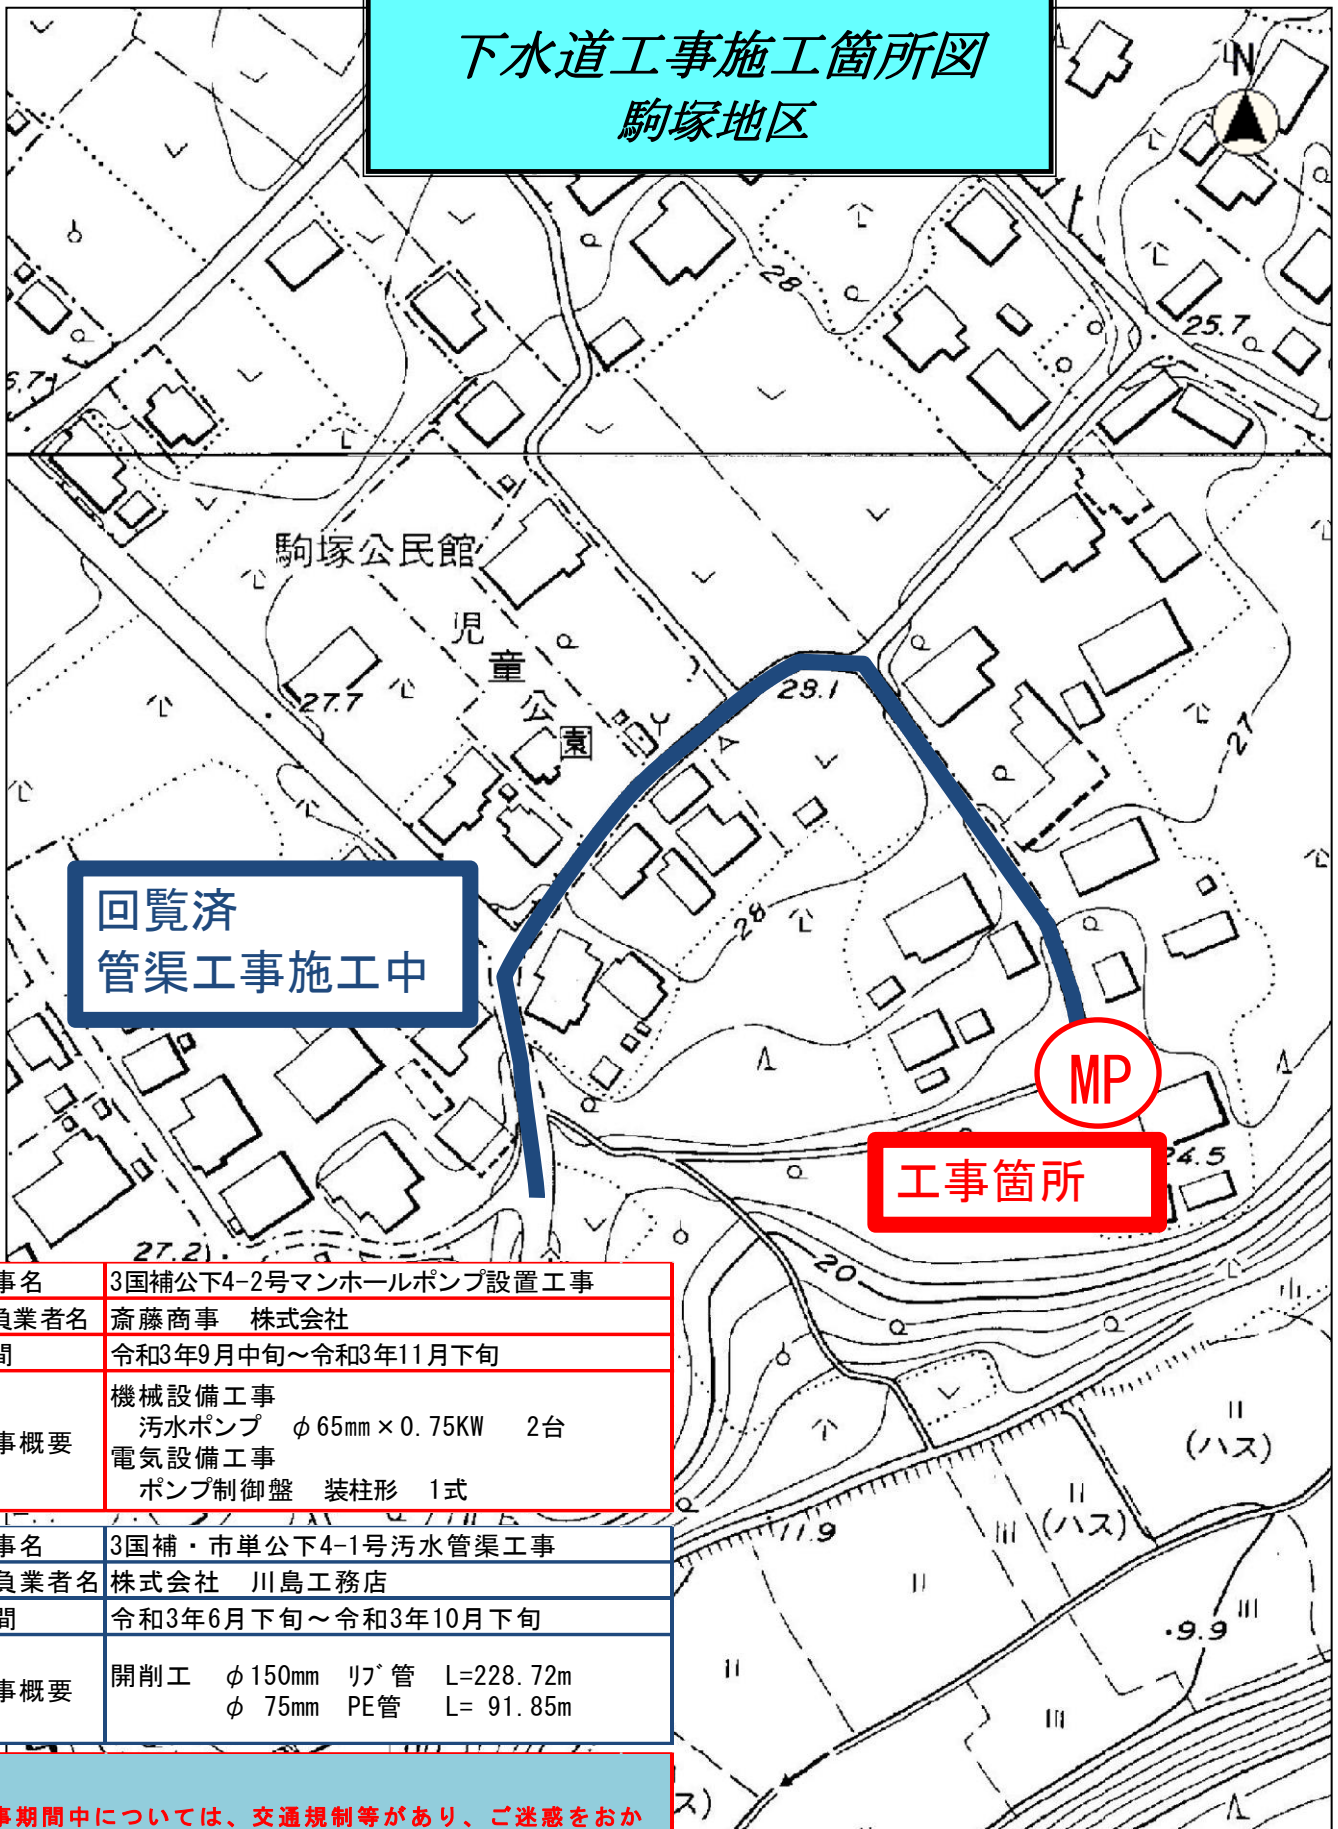 下水道工事施工箇所図
駒塚地区
N
28
25.7
駒塚公民館
児童公園
27.7
28.1
27
28
回覧済
管渠工事施工中
MP
工事箇所
24.5
27.2
20
事名 3国補公下4-2号マンホールポンプ設置工事
負業者名 斎藤商事 株式会社
間 令和3年9月中旬～令和3年11月下旬
事概要 機械設備工事
汚水ポンプ φ65mm×0.75KW 2台
電気設備工事
ポンプ制御盤 装柱形 1式
(ハス)
(ハス)
11.9
9.9
事名 3国補・市単公下4-1号汚水管渠工事
負業者名 株式会社 川島工務店
間 令和3年6月下旬～令和3年10月下旬
事概要 開削工 φ150mm リブ管 L=228.72m
φ 75mm PE管 L= 91.85m
ス)
事期間中については、交通規制等があり、ご迷惑をおか